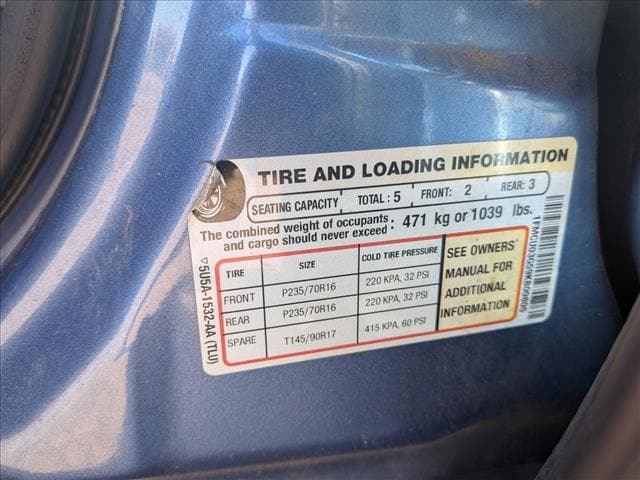 TIRE AND LOADING INFORMATION
SEATING CAPACITY TOTAL : 5 FRONT: 2 REAR: 3
The combined weight of occupants
and cargo should never exceed : 471 kg or 1039 lbs.
TIRE SIZE COLD TIRE PRESSURE
FRONT P235/70R16 220 KPA, 32 PSI
REAR P235/70R16 220 KPA, 32 PSI
SPARE T145/90R17 415 KPA, 60 PSI
SEE OWNERS'
MANUAL FOR
ADDITIONAL
INFORMATION
5U5A-1532-AA (TLU)